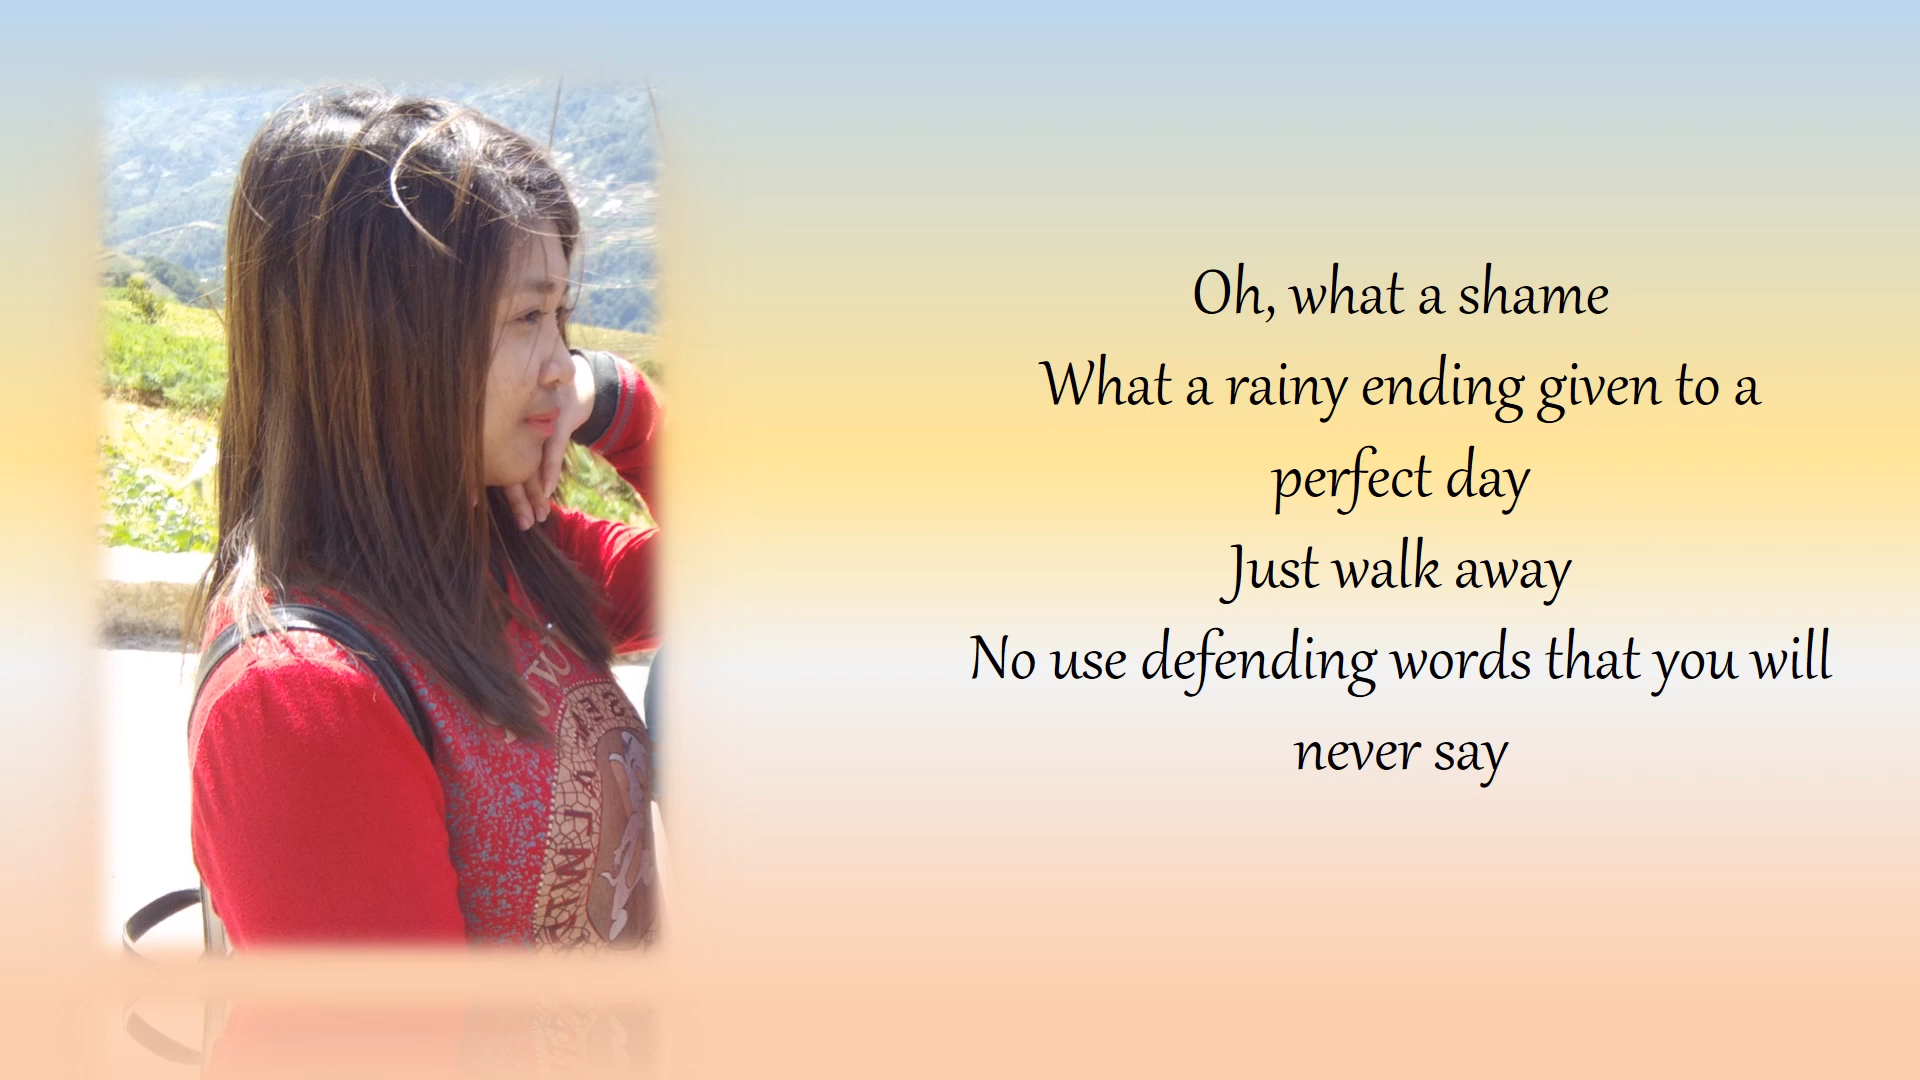 Oh, what a shame
What a rainy ending given to a
perfect day
Just walk away
No use defending words that you will
never say